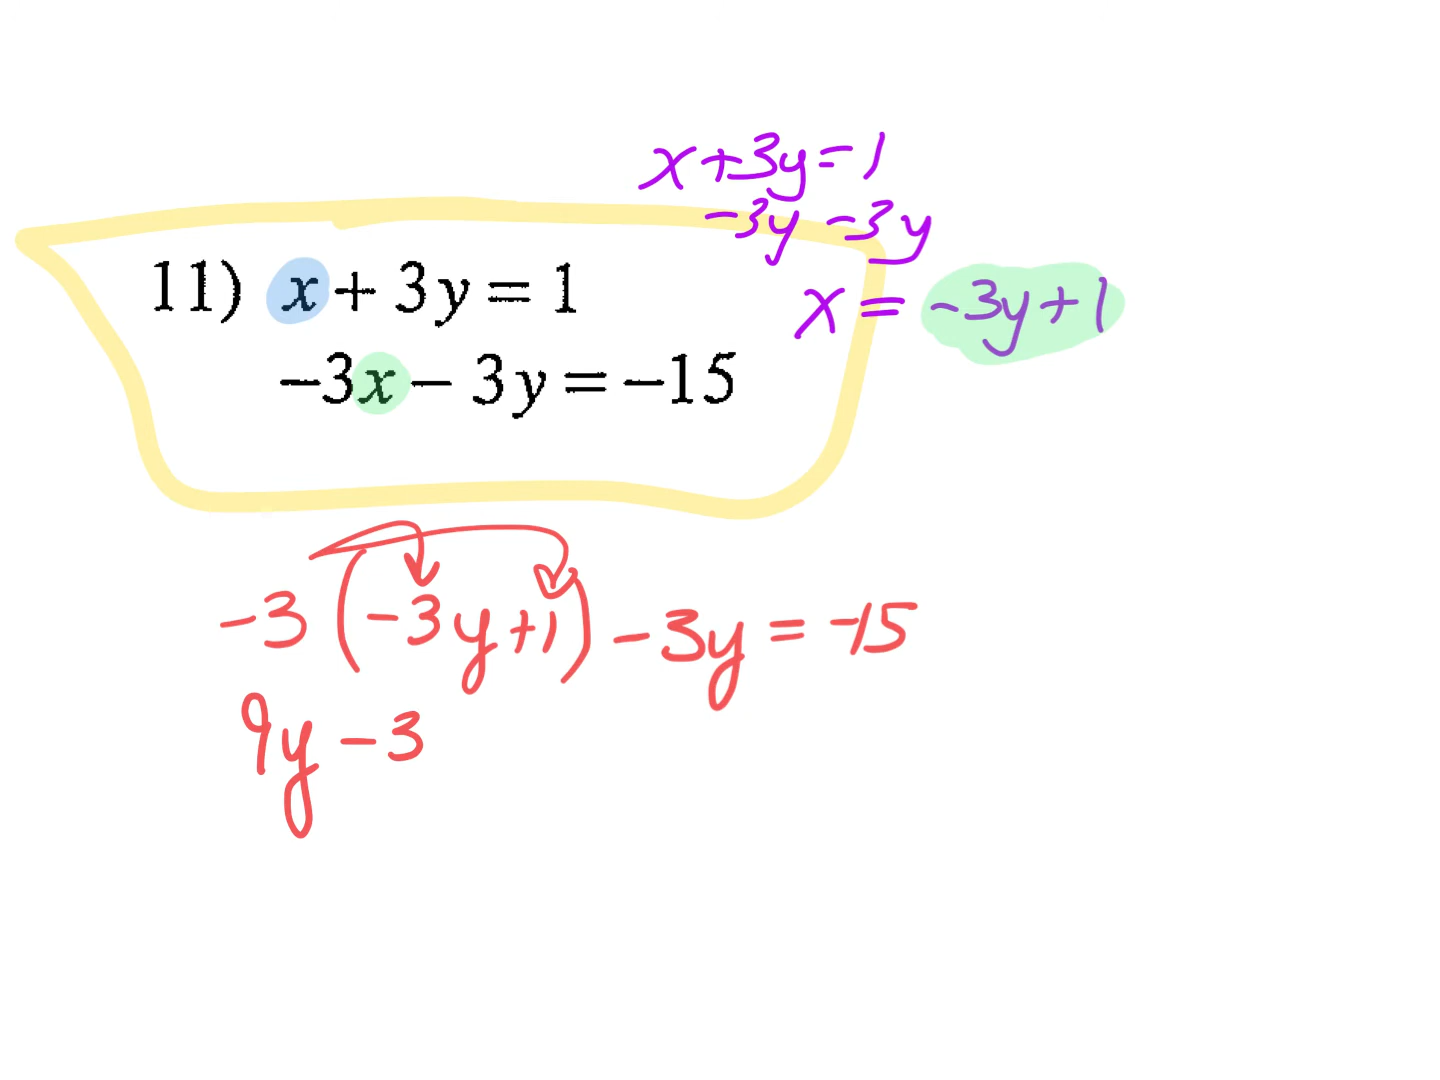 x+3y=1
-3y -3y
x = -3y+1
11) x + 3y = 1
-3x - 3y = -15
-3(-3y+1) - 3y = -15
9y - 3